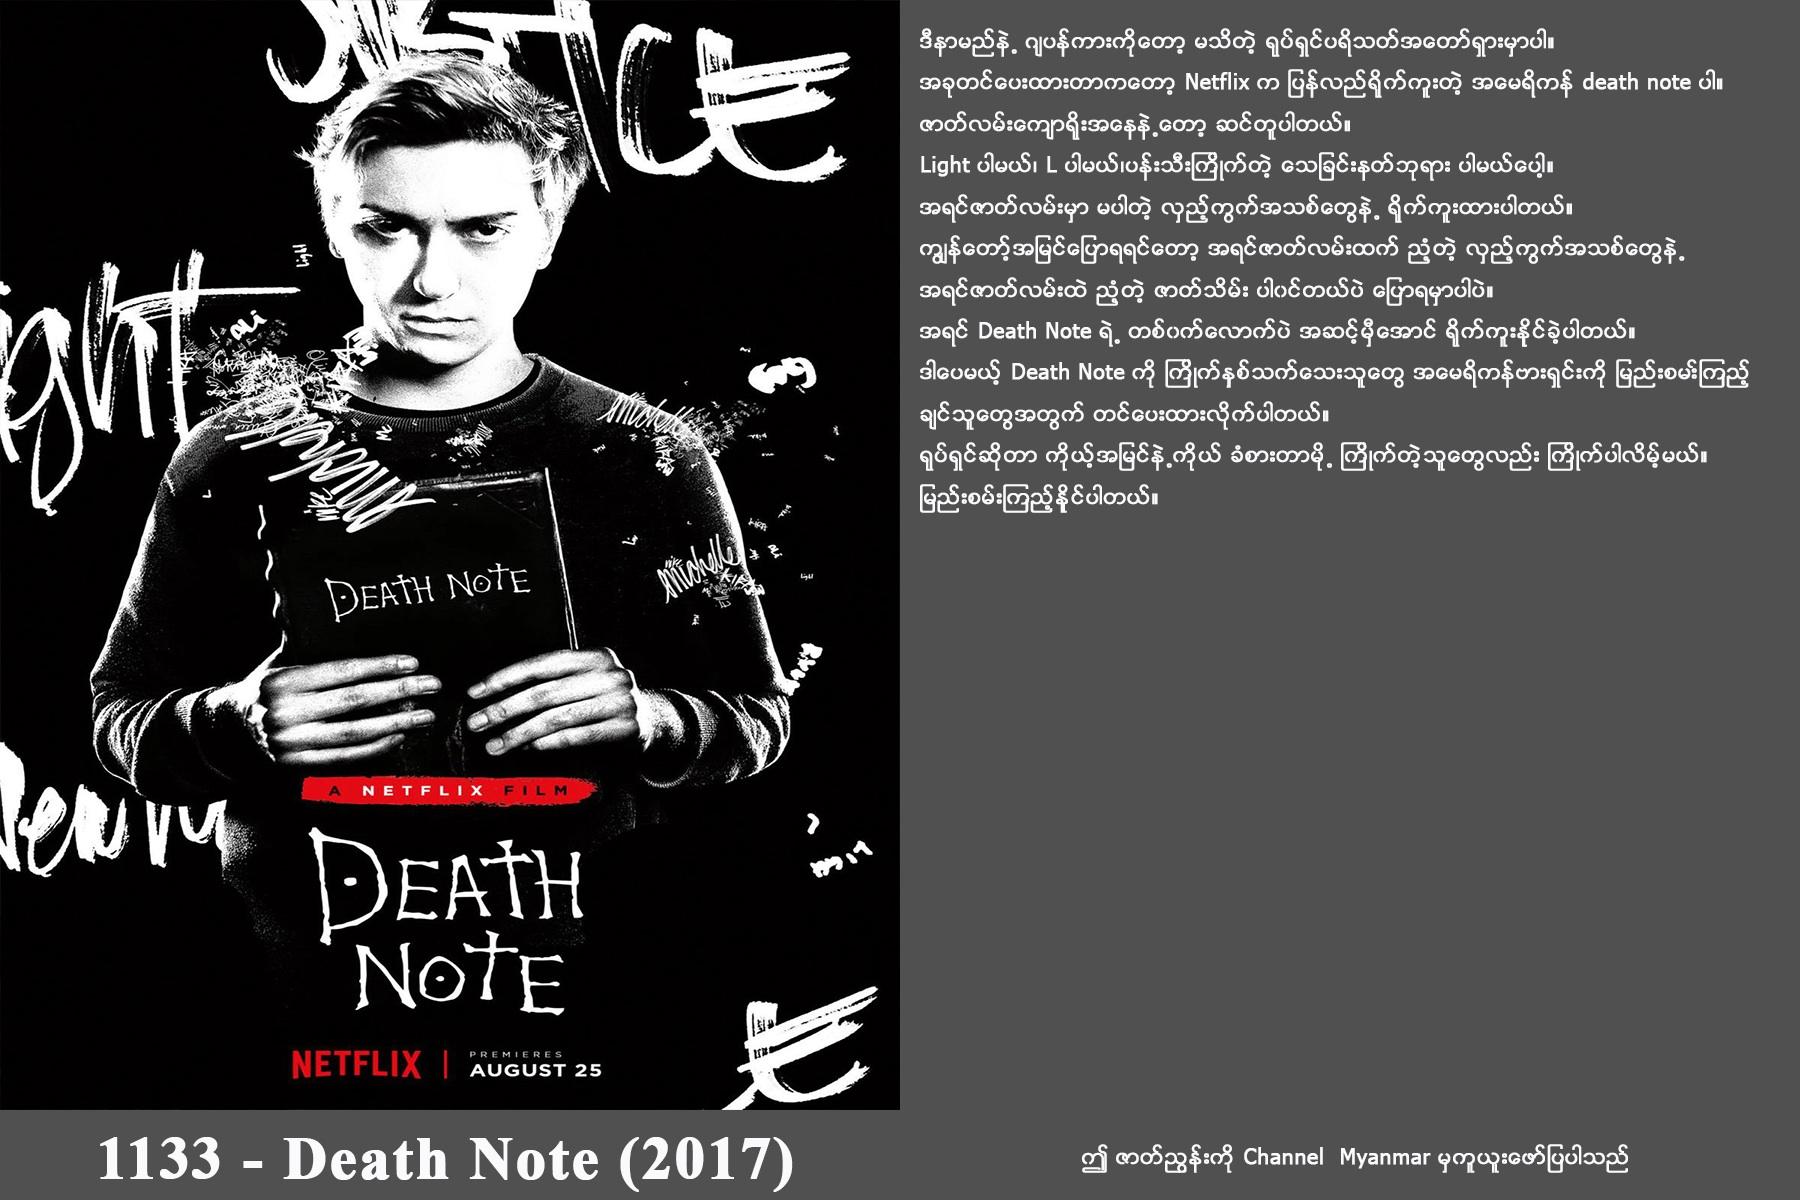 JUSTICE
Light
Light
michelle
michelle
DEATH NOTE
A NETFLIX FILM
DEATH
NOTE
NETFLIX | PREMIERES
AUGUST 25
1133 - Death Note (2017)
ဒီနာမည်နဲ့ ဂျပန်ကားကိုတော့ မသိတဲ့ ရုပ်ရှင်ပရိသတ်အတော်ရှားမှာပါ။
အခုတင်ပေးထားတာကတော့ Netflix က ပြန်လည်ရိုက်ကူးတဲ့ အမေရိကန် death note ပါ။
ဇာတ်လမ်းကျောရိုးအနေနဲ့တော့ ဆင်တူပါတယ်။
Light ပါမယ်၊ L ပါမယ်၊ပန်းသီးကြိုက်တဲ့ သေခြင်းနတ်ဘုရား ပါမယ်ပေါ့။
အရင်ဇာတ်လမ်းမှာ မပါတဲ့ လှည့်ကွက်အသစ်တွေနဲ့ ရိုက်ကူးထားပါတယ်။
ကျွန်တော့်အမြင်ပြောရရင်တော့ အရင်ဇာတ်လမ်းထက် ညံ့တဲ့ လှည့်ကွက်အသစ်တွေနဲ့
အရင်ဇာတ်လမ်းထဲ ညံ့တဲ့ ဇာတ်သိမ်း ပါဝင်တယ်ပဲ ပြောရမှာပါပဲ။
အရင် Death Note ရဲ့ တစ်ဝက်လောက်ပဲ အဆင့်မှီအောင် ရိုက်ကူးနိုင်ခဲ့ပါတယ်။
ဒါပေမယ့် Death Note ကို ကြိုက်နှစ်သက်သေးသူတွေ အမေရိကန်ဗားရှင်းကို မြည်းစမ်းကြည့်
ချင်သူတွေအတွက် တင်ပေးထားလိုက်ပါတယ်။
ရုပ်ရှင်ဆိုတာ ကိုယ့်အမြင်နဲ့ကိုယ် ခံစားတာမို့ ကြိုက်တဲ့သူတွေလည်း ကြိုက်ပါလိမ့်မယ်။
မြည်းစမ်းကြည့်နိုင်ပါတယ်။
ဤ ဇာတ်ညွှန်းကို Channel Myanmar မှကူယူးဖော်ပြပါသည်